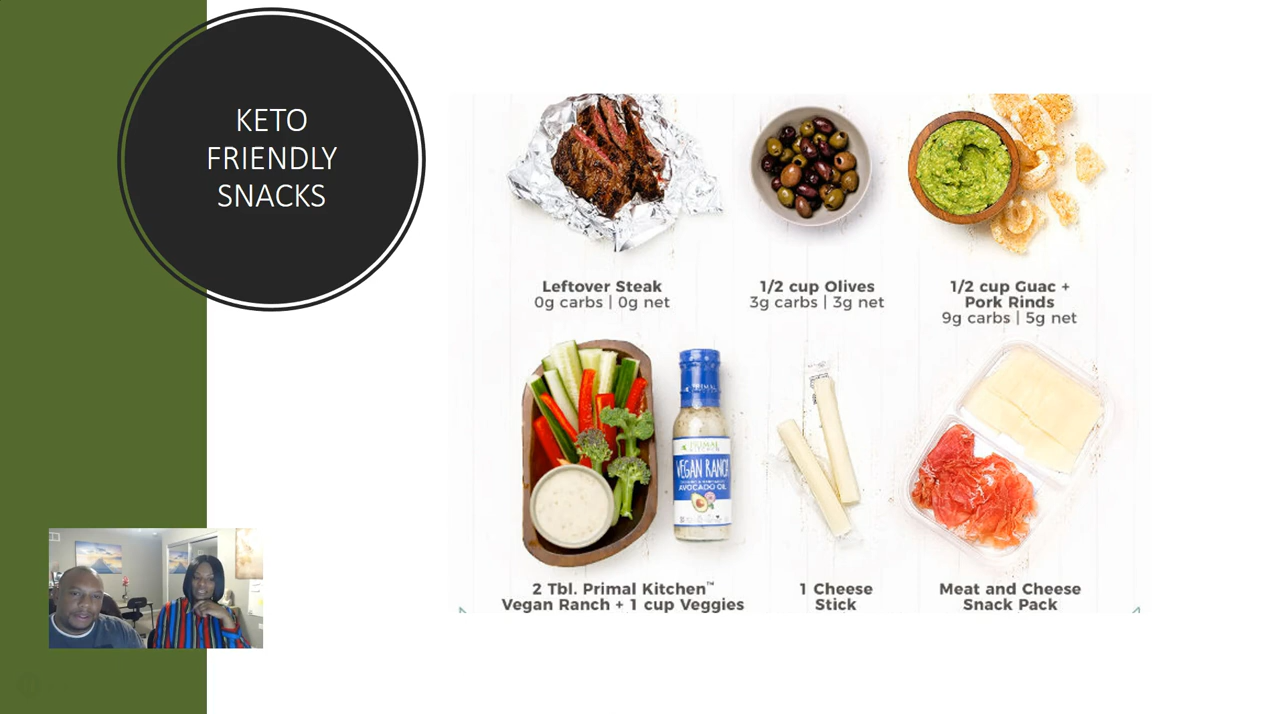 KETO
FRIENDLY
SNACKS
Leftover Steak
0g carbs | 0g net
1/2 cup Olives
3g carbs | 3g net
1/2 cup Guac +
Pork Rinds
9g carbs | 5g net
PRIMAL
PRIMAL
KITCHEN
VEGAN RANCH
AVOCADO OIL
2 Tbl. Primal Kitchen™
Vegan Ranch + 1 cup Veggies
1 Cheese
Stick
Meat and Cheese
Snack Pack